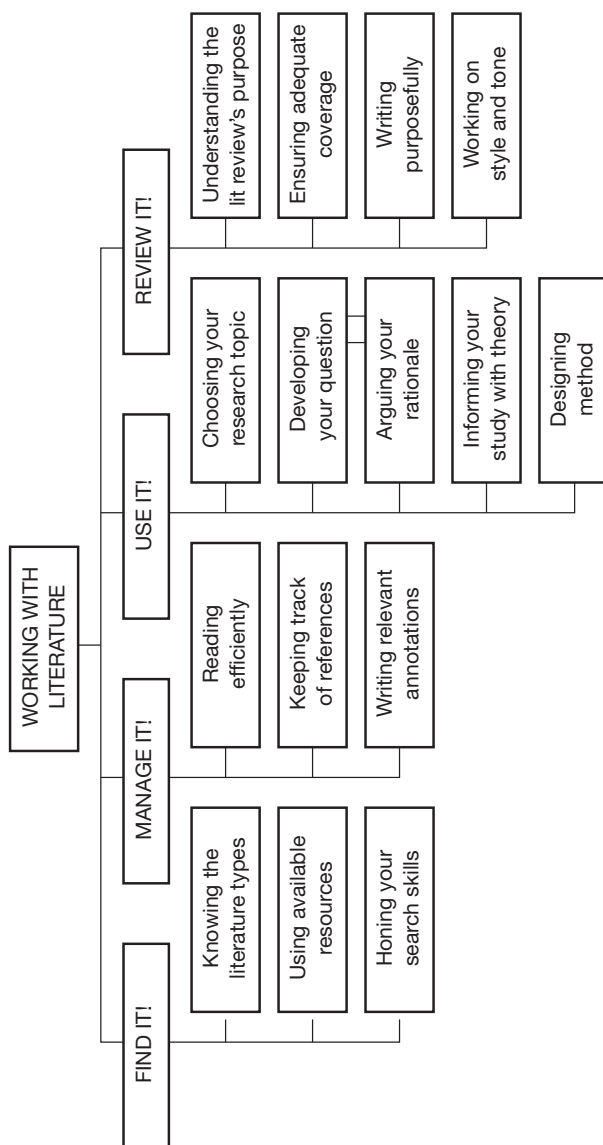 WORKING WITH
LITERATURE
FIND IT!
Knowing the
literature types
Using available
resources
Honing your
search skills
MANAGE IT!
Reading
efficiently
Keeping track
of references
Writing relevant
annotations
USE IT!
Choosing your
research topic
Developing
your question
Arguing your
rationale
Informing your
study with theory
Designing
method
REVIEW IT!
Understanding the
lit review's purpose
Ensuring adequate
coverage
Writing
purposefully
Working on
style and tone